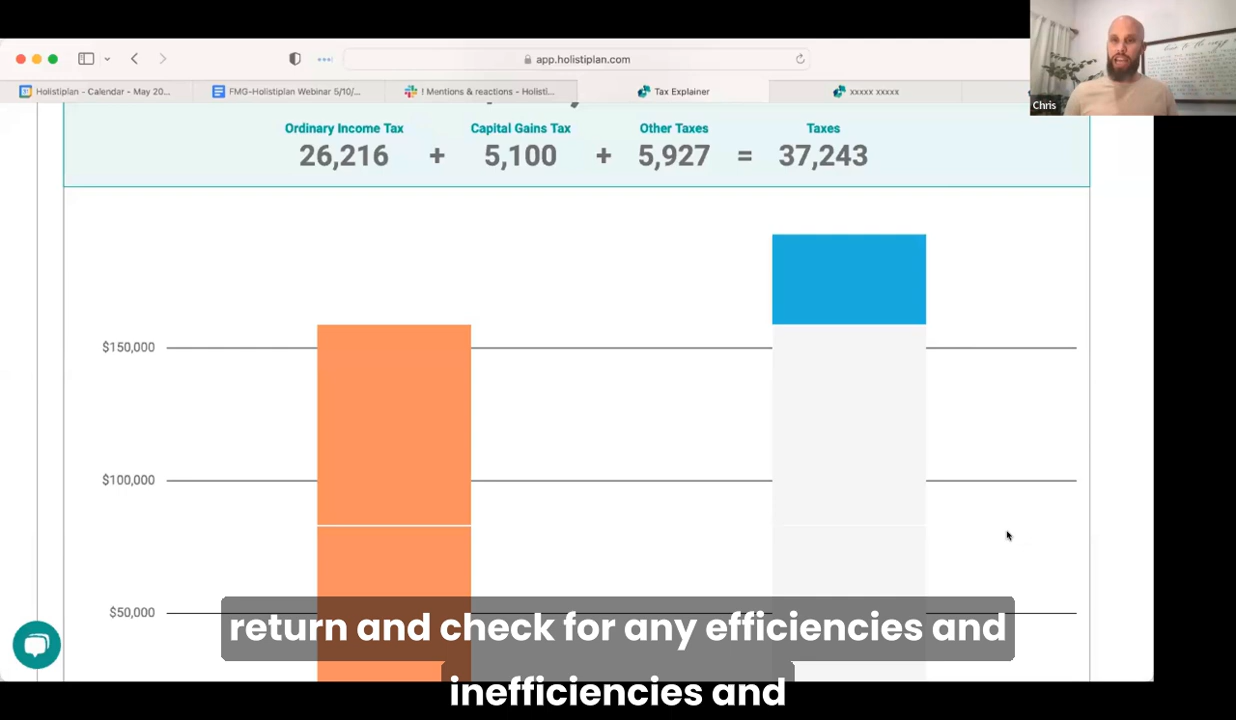 app.holistiplan.com
Holistiplan - Calendar - May 20...
FMG-Holistiplan Webinar 5/10/...
! Mentions & reactions - Holisti...
Tax Explainer
xxxxx xxxxx
Chris
Ordinary Income Tax
Capital Gains Tax
Other Taxes
Taxes
26,216 + 5,100 + 5,927 = 37,243
$150,000
$100,000
$50,000
return and check for any efficiencies and
inefficiencies and